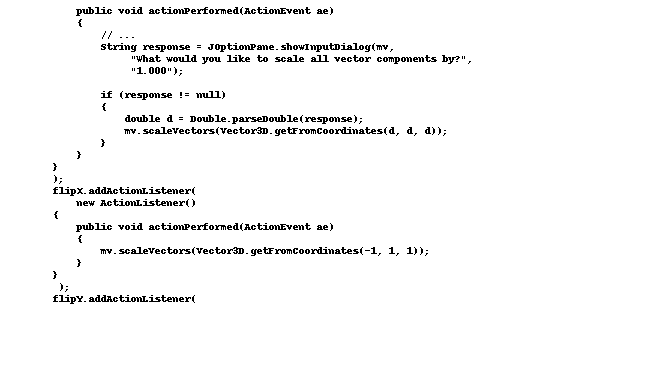 public void actionPerformed(ActionEvent ae)
{
// ...
String response = JOptionPane.showInputDialog(mv,
"What would you like to scale all vector components by?",
"1.000");
if (response != null)
{
double d = Double.parseDouble(response);
mv.scaleVectors(Vector3D.getFromCoordinates(d, d, d));
}
}
}
);
flipX.addActionListener(
new ActionListener()
{
public void actionPerformed(ActionEvent ae)
{
mv.scaleVectors(Vector3D.getFromCoordinates(-1, 1, 1));
}
}
);
flipY.addActionListener(